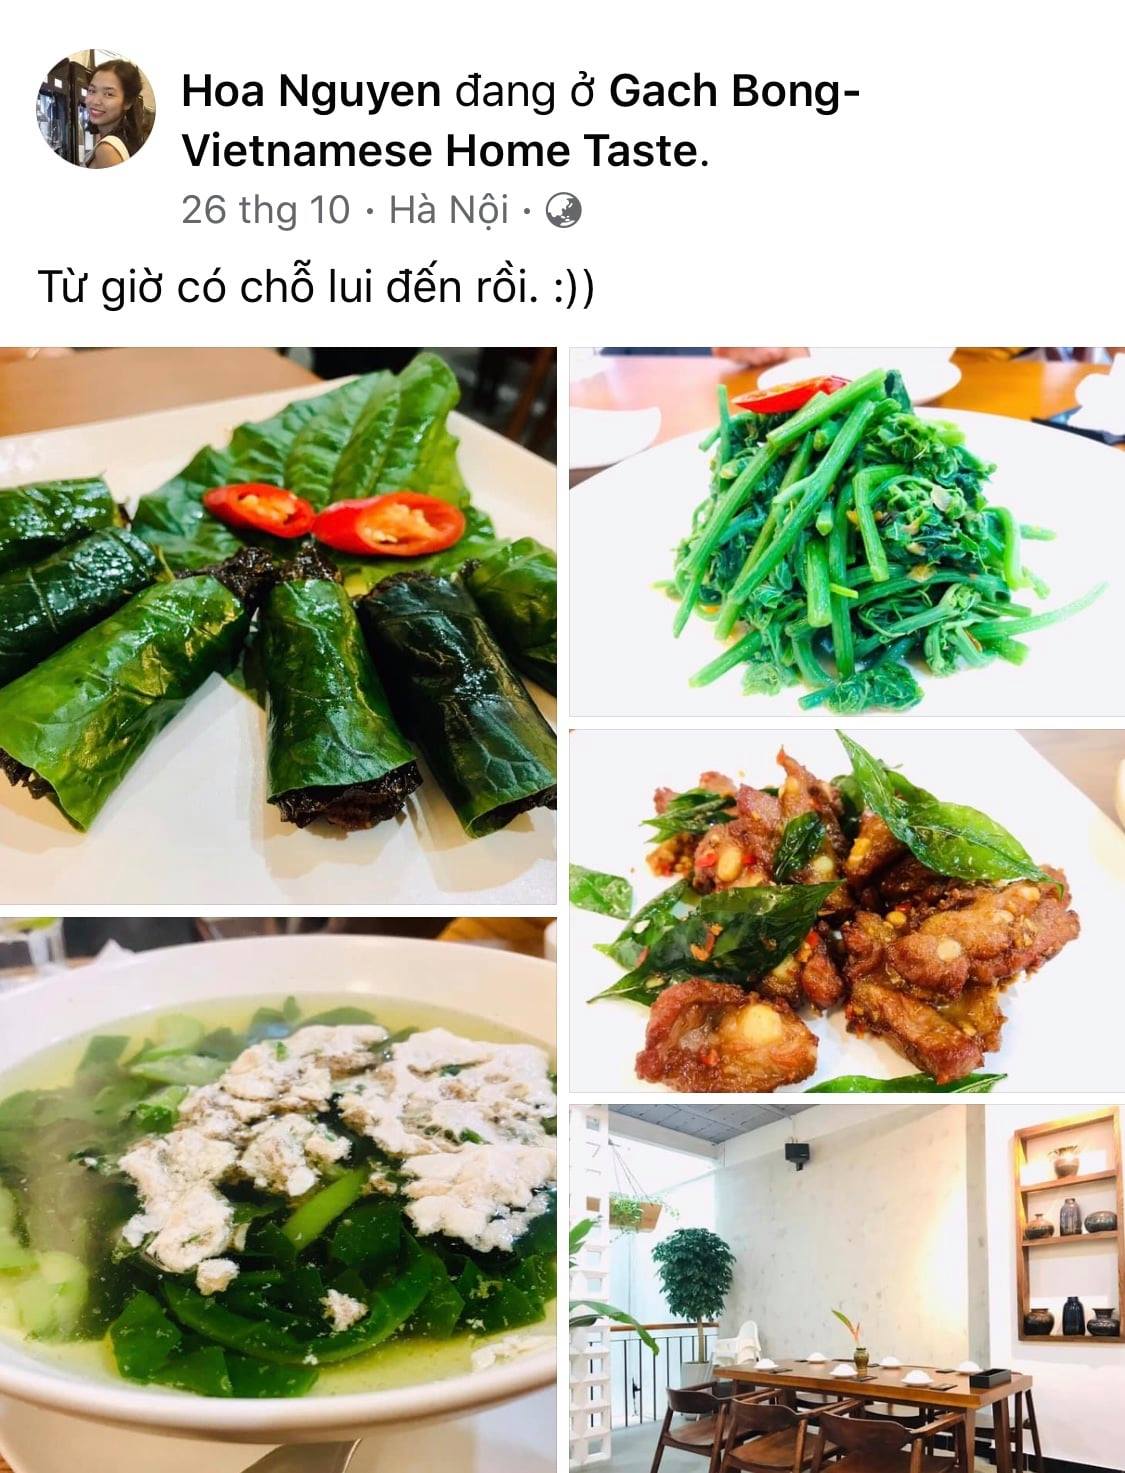 Hoa Nguyen đang ở Gach Bong-
Vietnamese Home Taste.
26 thg 10 · Hà Nội ·
Từ giờ có chỗ lui đến rồi. :))